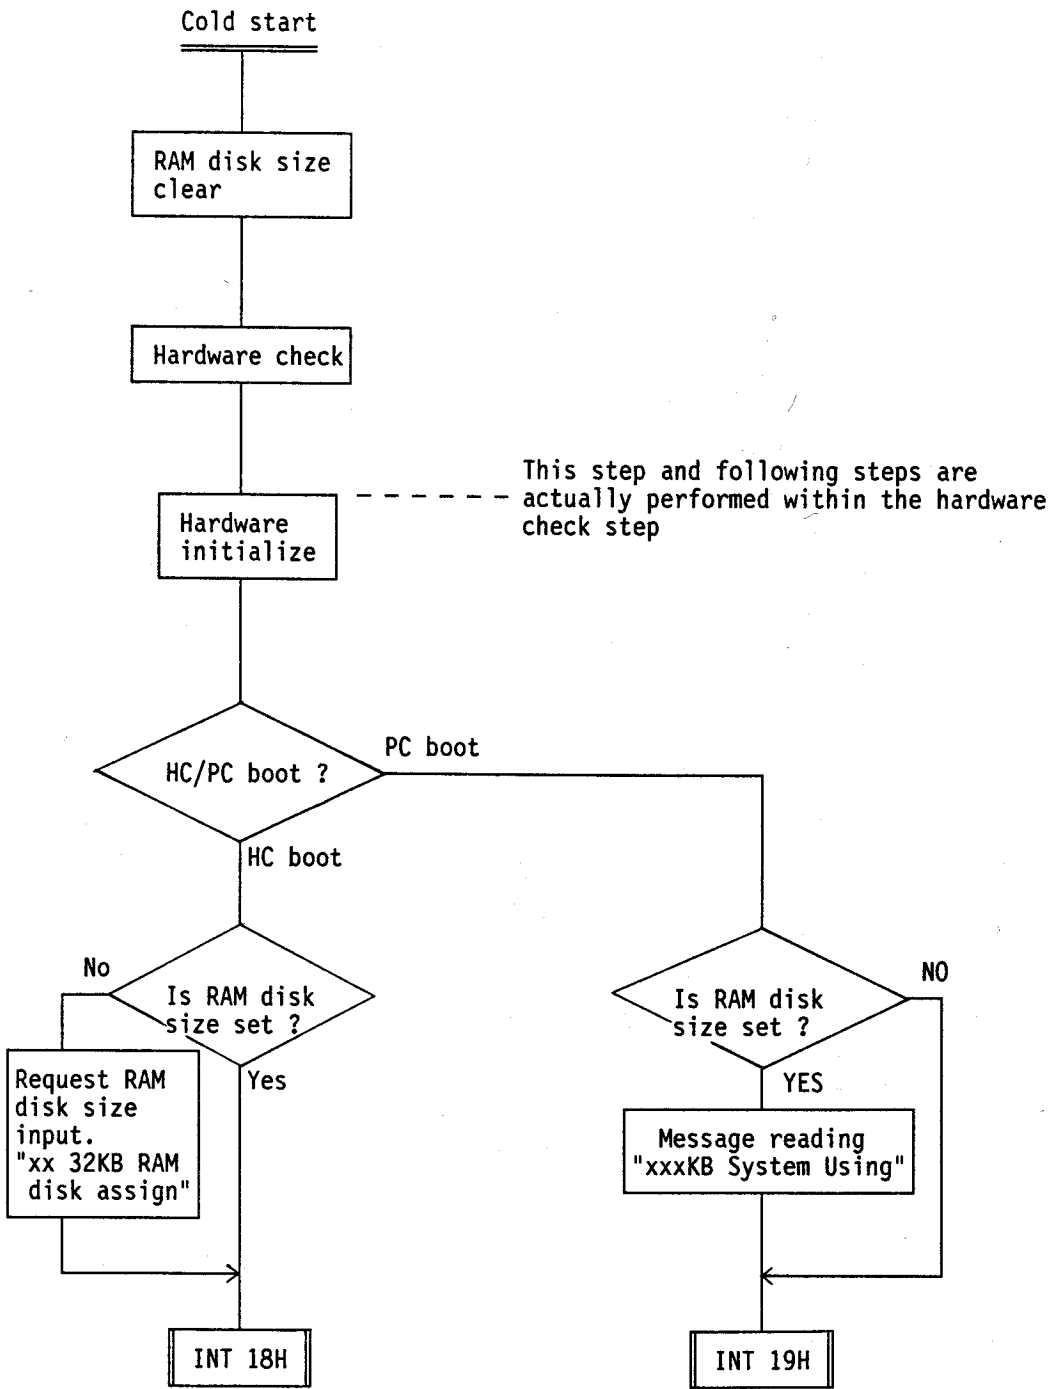 Cold start
RAM disk size
clear
Hardware check
This step and following steps are
actually performed within the hardware
check step
Hardware
initialize
HC/PC boot ?
PC boot
HC boot
No
Is RAM disk
size set ?
Yes
Request RAM
disk size
input.
"xx 32KB RAM
disk assign"
INT 18H
NO
Is RAM disk
size set ?
YES
Message reading
"xxxKB System Using"
INT 19H